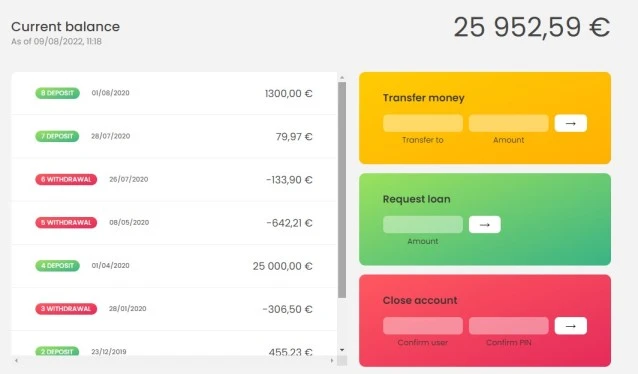 Current balance
As of 09/08/2022, 11:18
25 952,59 €
8 DEPOSIT 01/08/2020 1300,00 €
7 DEPOSIT 28/07/2020 79,97 €
6 WITHDRAWAL 26/07/2020 -133,90 €
5 WITHDRAWAL 08/05/2020 -642,21 €
4 DEPOSIT 01/04/2020 25 000,00 €
3 WITHDRAWAL 28/01/2020 -306,50 €
2 DEPOSIT 23/12/2019 455,23 €
Transfer money
→
Transfer to Amount
Request loan
→
Amount
Close account
→
Confirm user Confirm PIN